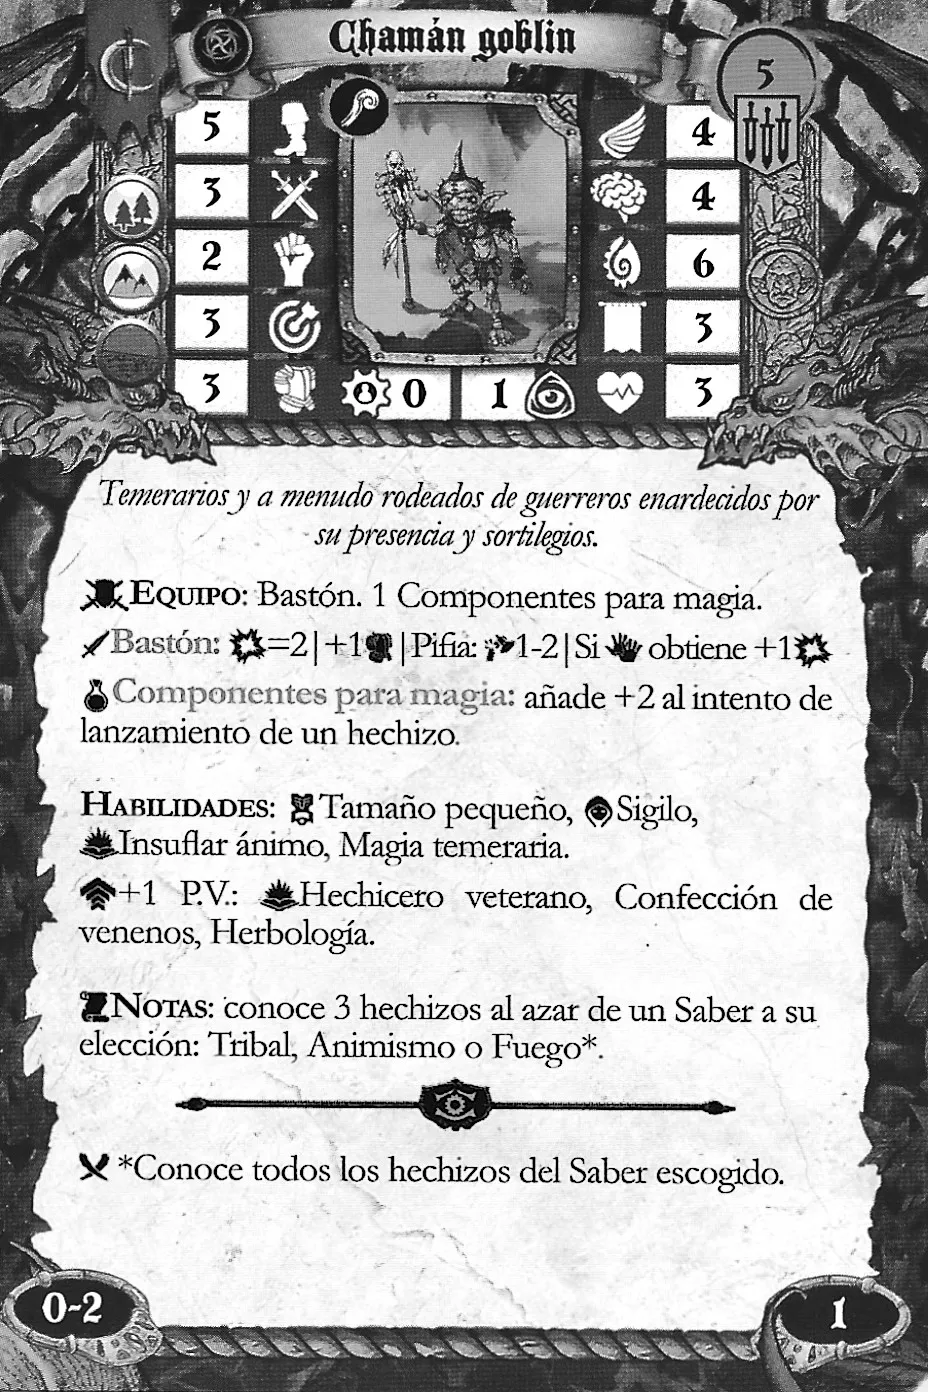 Chamán goblin
5
5
4
3
4
2
6
3
3
3
0
1
3
Temerarios y a menudo rodeados de guerreros enardecidos por
su presencia y sortilegios.
EQUIPO: Bastón. 1 Componentes para magia.
Bastón: =2| +1 |Pifia: 1-2|Si obtiene +1
Componentes para magia: añade +2 al intento de
lanzamiento de un hechizo.
HABILIDADES: Tamaño pequeño, Sigilo,
Insuflar ánimo, Magia temeraria.
+1 P.V.: Hechicero veterano, Confección de
venenos, Herbología.
NOTAS: conoce 3 hechizos al azar de un Saber a su
elección: Tribal, Animismo o Fuego*.
*Conoce todos los hechizos del Saber escogido.
0-2
1